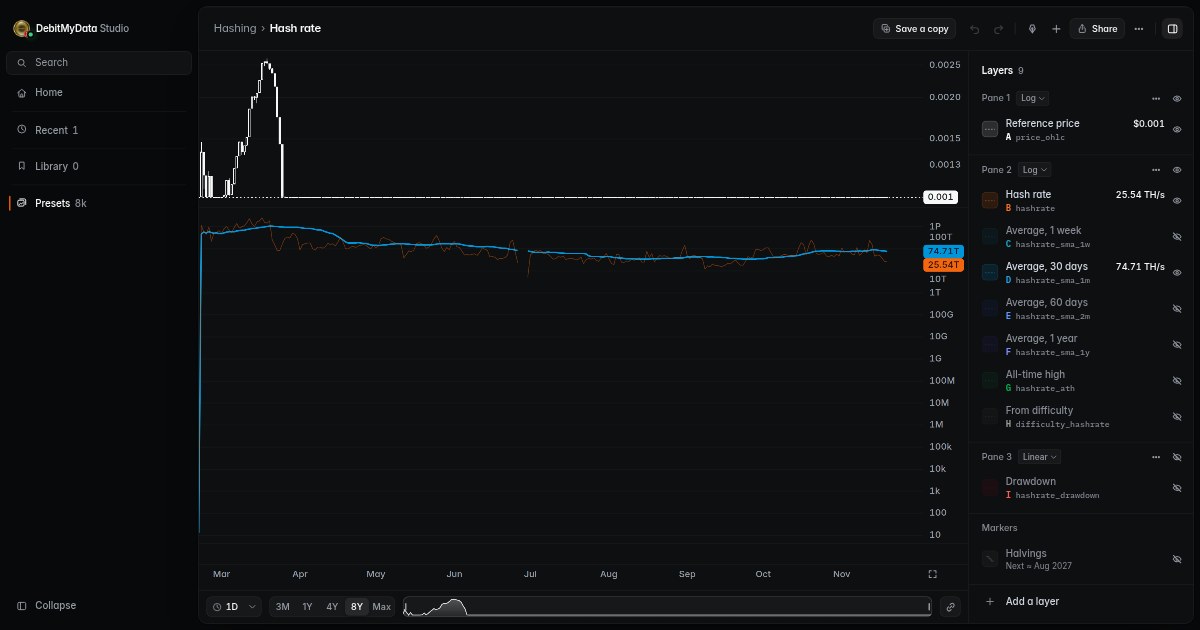 DebitMyData Studio
Search
Home
Recent 1
Library 0
Presets 8k
Collapse
Hashing › Hash rate
Save a copy
Share
0.0025
0.0020
0.0015
0.0013
0.001
1P
100T
74.71T
25.54T
10T
1T
100G
10G
1G
100M
10M
1M
100k
10k
1k
100
10
Mar Apr May Jun Jul Aug Sep Oct Nov
1D 3M 1Y 4Y 8Y Max
Layers 9
Pane 1 Log
Reference price $0.001
A price_ohlc
Pane 2 Log
Hash rate 25.54 TH/s
B hashrate
Average, 1 week
C hashrate_sma_1w
Average, 30 days 74.71 TH/s
D hashrate_sma_1m
Average, 60 days
E hashrate_sma_2m
Average, 1 year
F hashrate_sma_1y
All-time high
G hashrate_ath
From difficulty
H difficulty_hashrate
Pane 3 Linear
Drawdown
I hashrate_drawdown
Markers
Halvings
Next ≈ Aug 2027
Add a layer